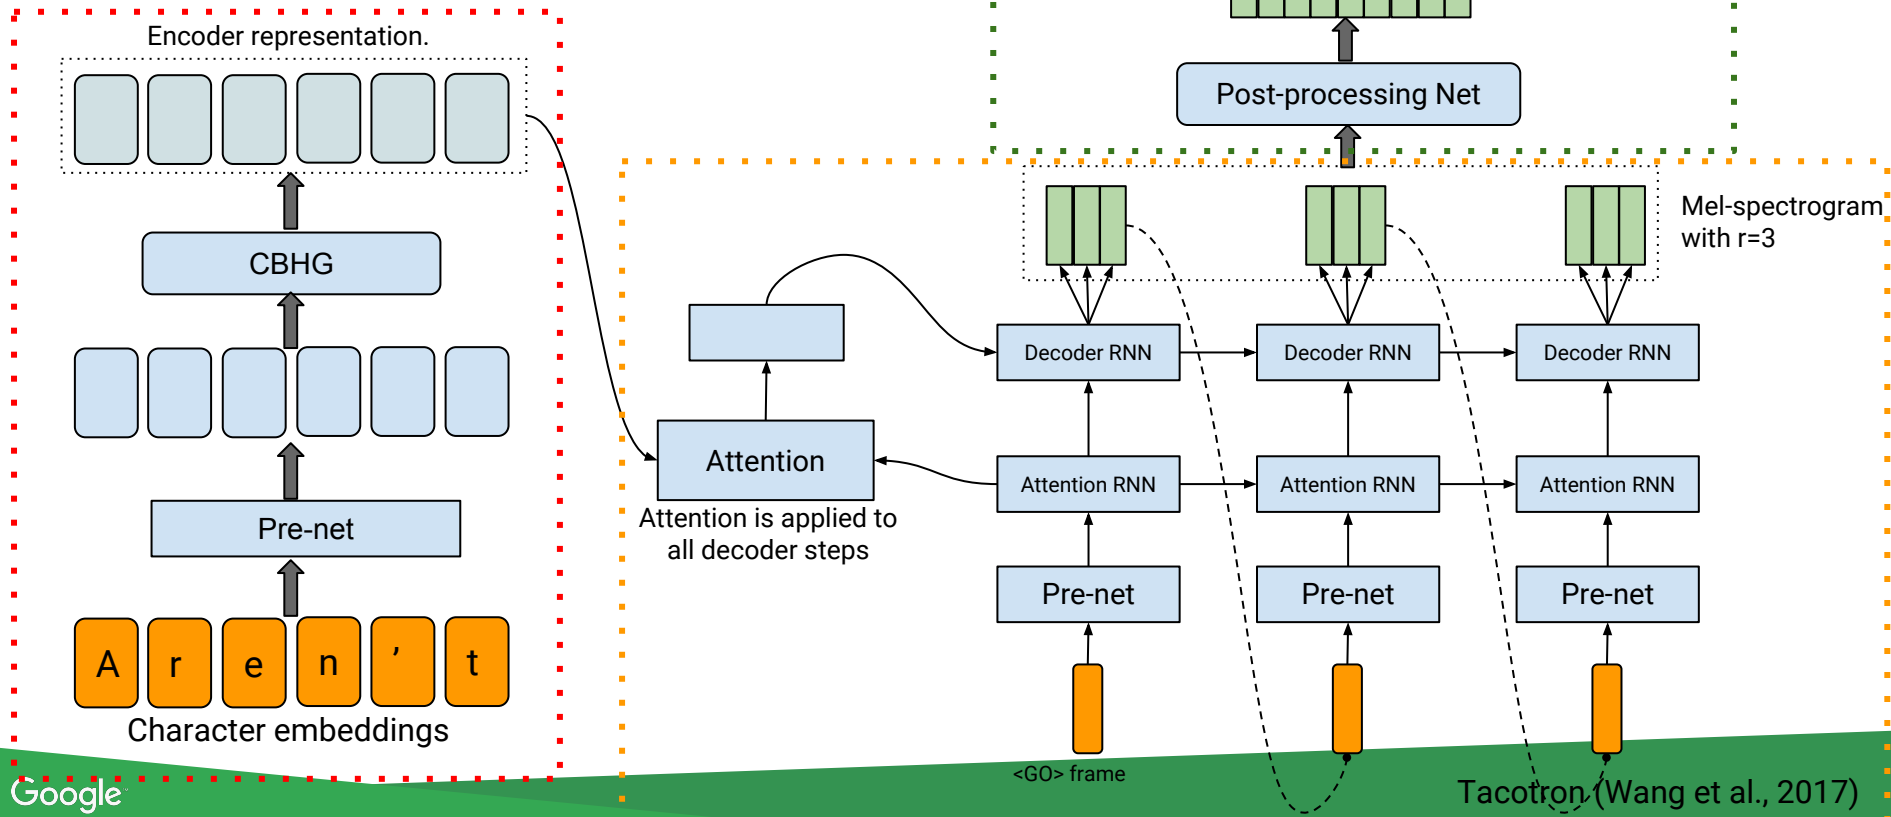 Encoder representation.
CBHG
Pre-net
A r e n ’ t
Character embeddings
Google
Post-processing Net
Mel-spectrogram
with r=3
Attention
Attention is applied to
all decoder steps
Decoder RNN
Decoder RNN
Decoder RNN
Attention RNN
Attention RNN
Attention RNN
Pre-net
Pre-net
Pre-net
<GO> frame
Tacotron (Wang et al., 2017)